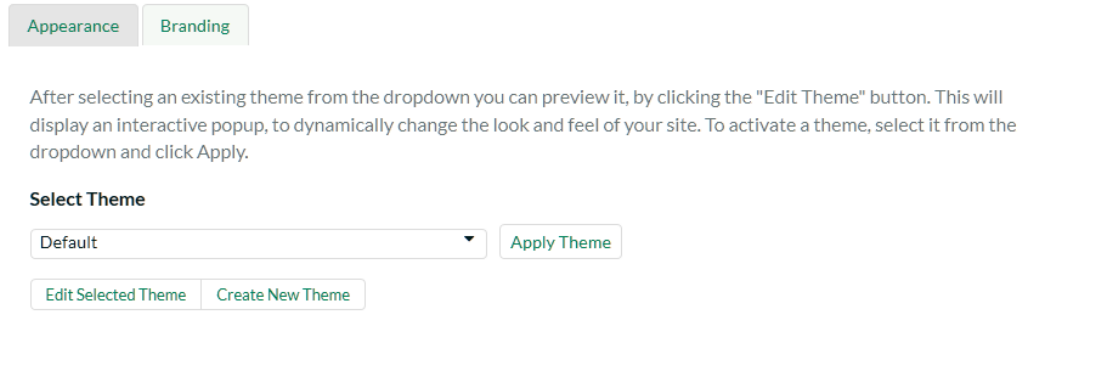 Appearance Branding
After selecting an existing theme from the dropdown you can preview it, by clicking the "Edit Theme" button. This will
display an interactive popup, to dynamically change the look and feel of your site. To activate a theme, select it from the
dropdown and click Apply.
Select Theme
Default Apply Theme
Edit Selected Theme Create New Theme